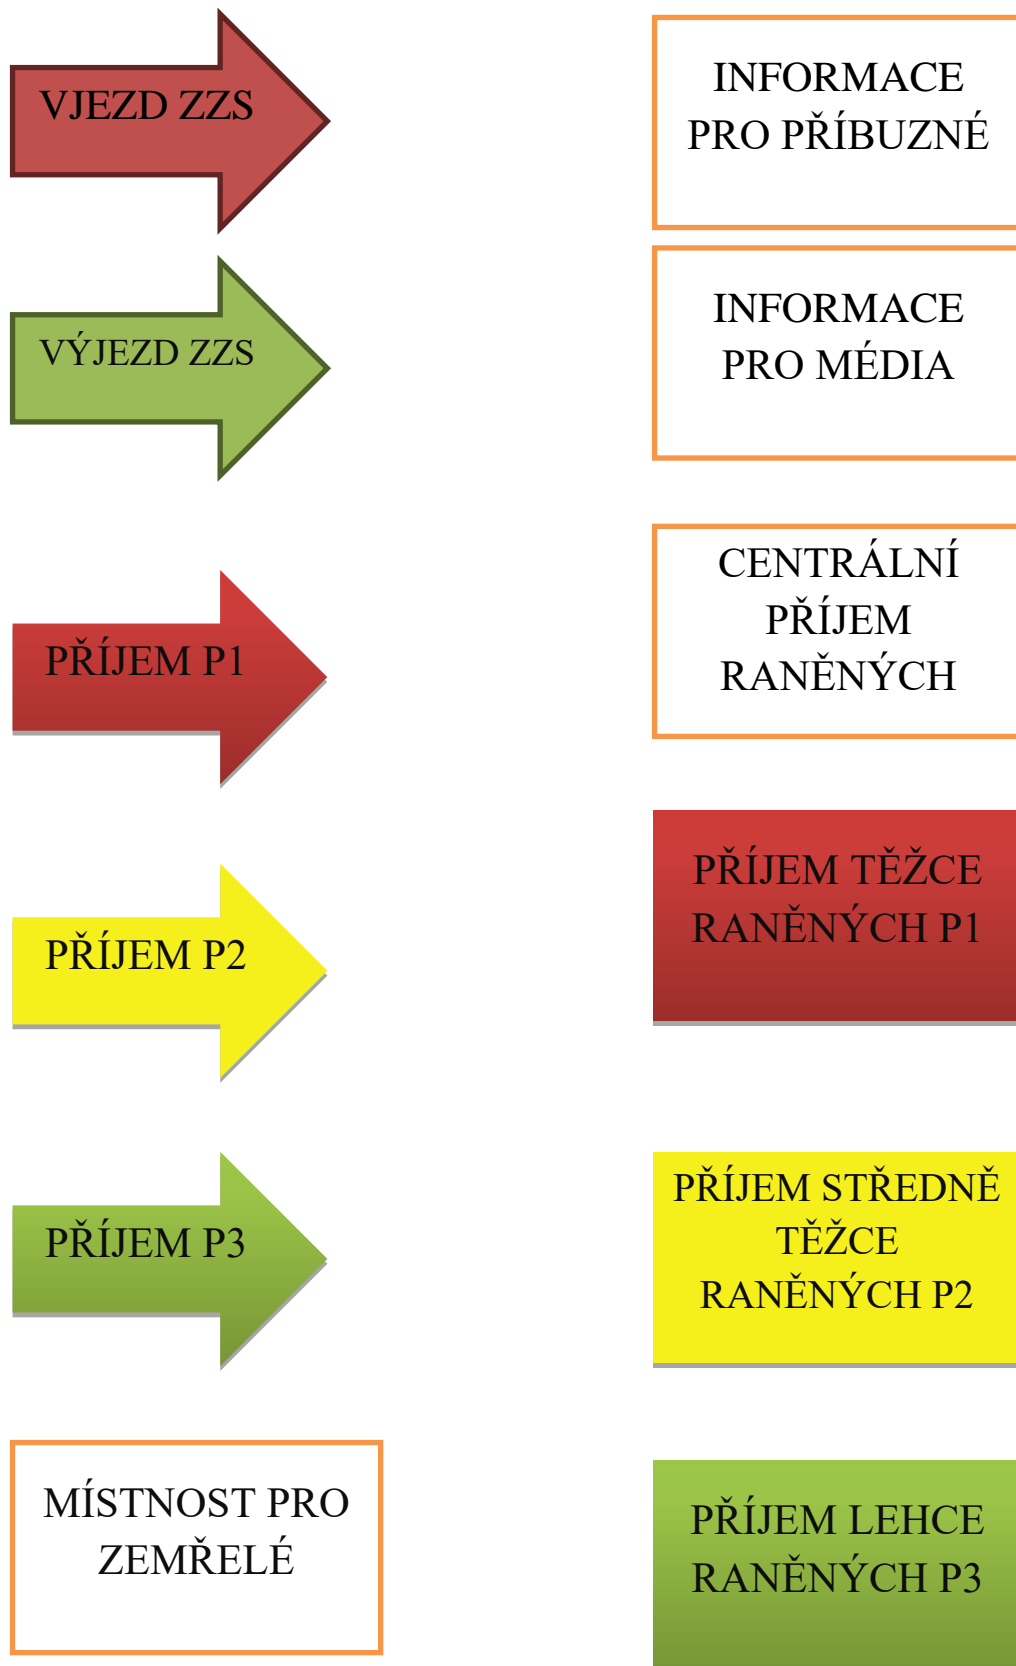 VJEZD ZZS
VÝJEZD ZZS
PŘÍJEM P1
PŘÍJEM P2
PŘÍJEM P3
MÍSTNOST PRO
ZEMŘELÉ
INFORMACE
PRO PŘÍBUZNÉ
INFORMACE
PRO MÉDIA
CENTRÁLNÍ
PŘÍJEM
RANĚNÝCH
PŘÍJEM TĚŽCE
RANĚNÝCH P1
PŘÍJEM STŘEDNĚ
TĚŽCE
RANĚNÝCH P2
PŘÍJEM LEHCE
RANĚNÝCH P3